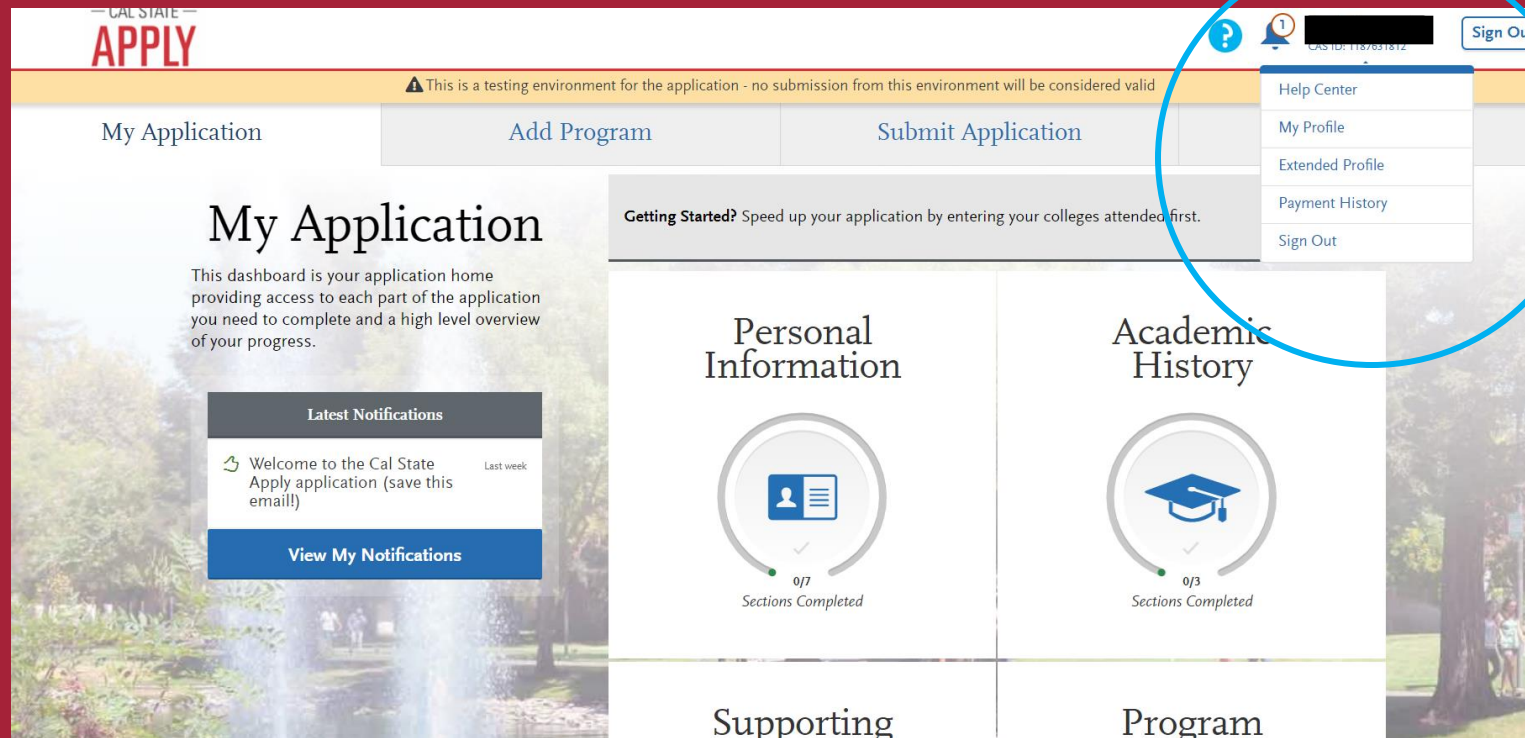 — CAL STATE —
APPLY
?
1
CAS ID: 1187631812
Sign Ou
This is a testing environment for the application - no submission from this environment will be considered valid
Help Center
My Profile
Extended Profile
Payment History
Sign Out
My Application
Add Program
Submit Application
My Application
This dashboard is your application home
providing access to each part of the application
you need to complete and a high level overview
of your progress.
Latest Notifications
Welcome to the Cal State
Apply application (save this
email!)
Last week
View My Notifications
Getting Started? Speed up your application by entering your colleges attended first.
Personal
Information
0/7
Sections Completed
Academic
History
0/3
Sections Completed
Supporting
Program